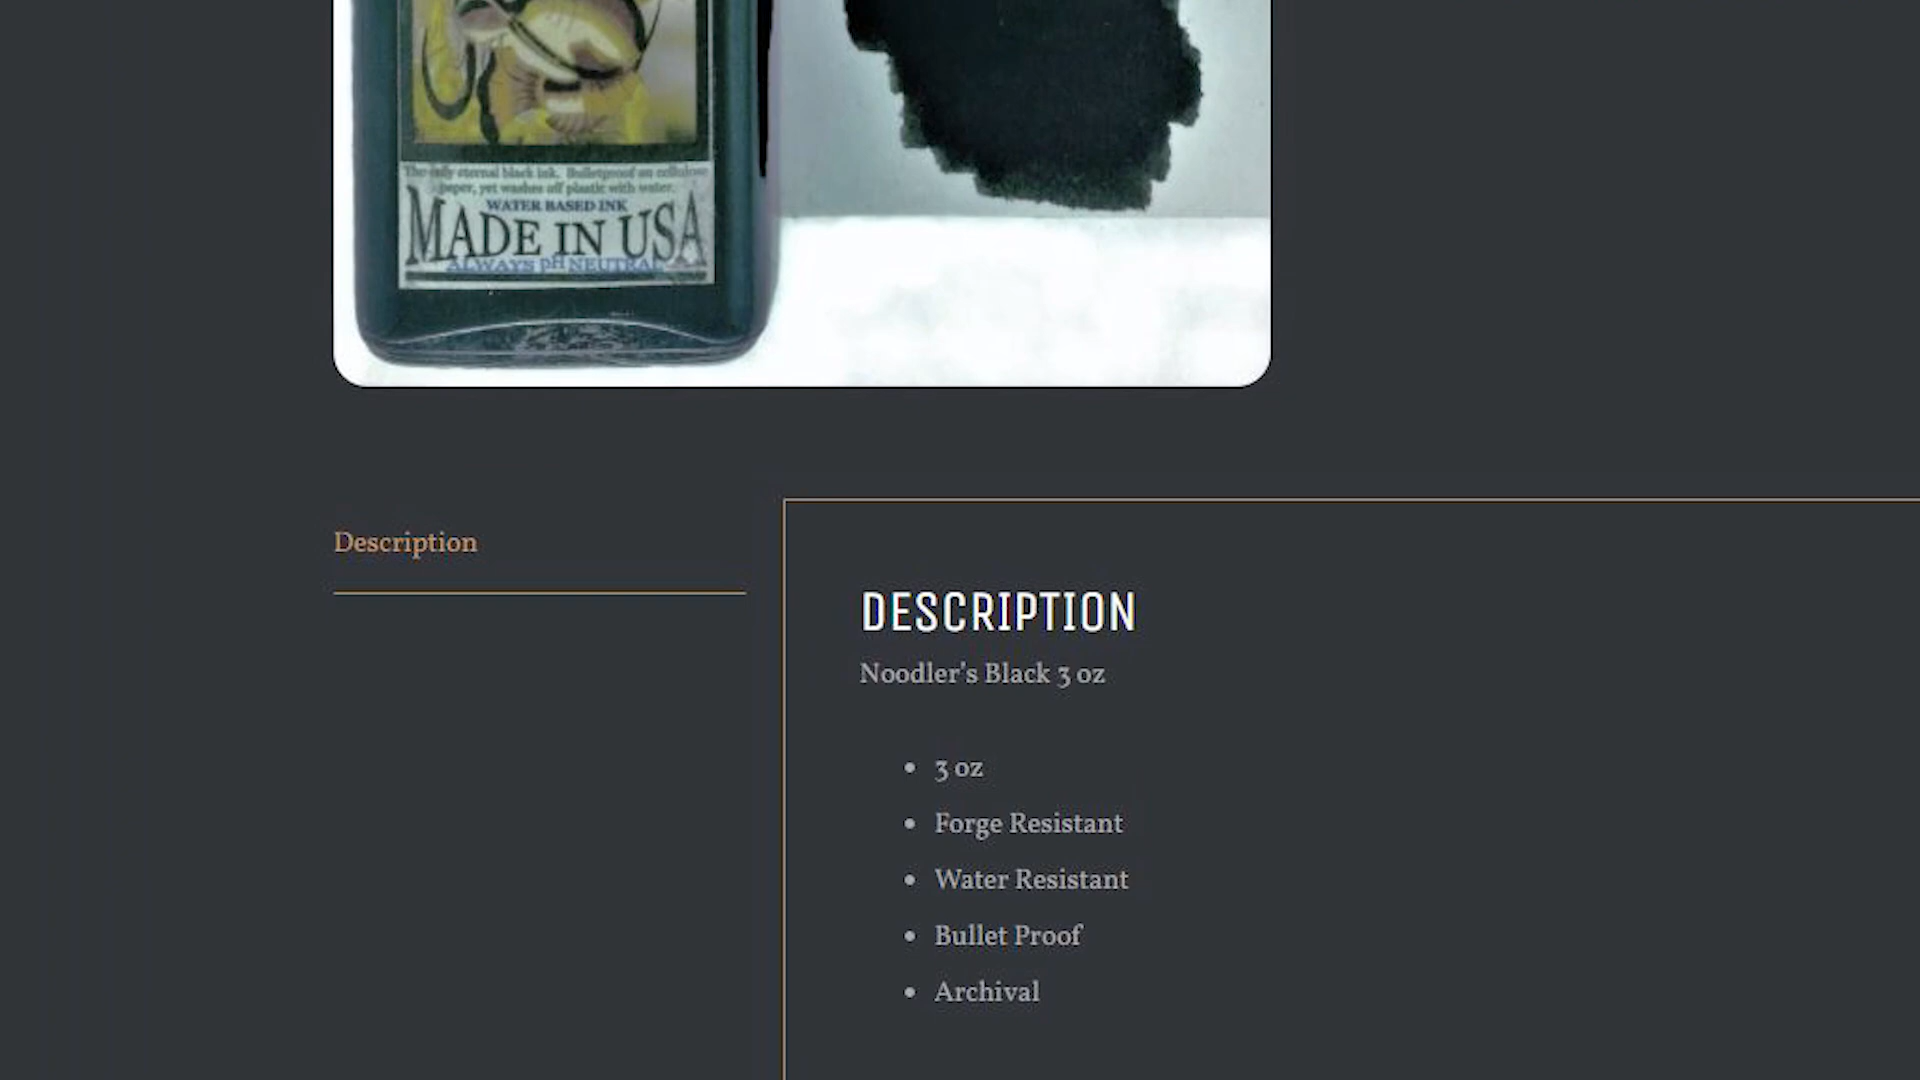 The only eternal black ink. Bulletproof on cellulose
paper, yet washes off plastic with water.
WATER BASED INK
MADE IN USA
ALWAYS pH NEUTRAL
Description
DESCRIPTION
Noodler's Black 3 oz
• 3 oz
• Forge Resistant
• Water Resistant
• Bullet Proof
• Archival